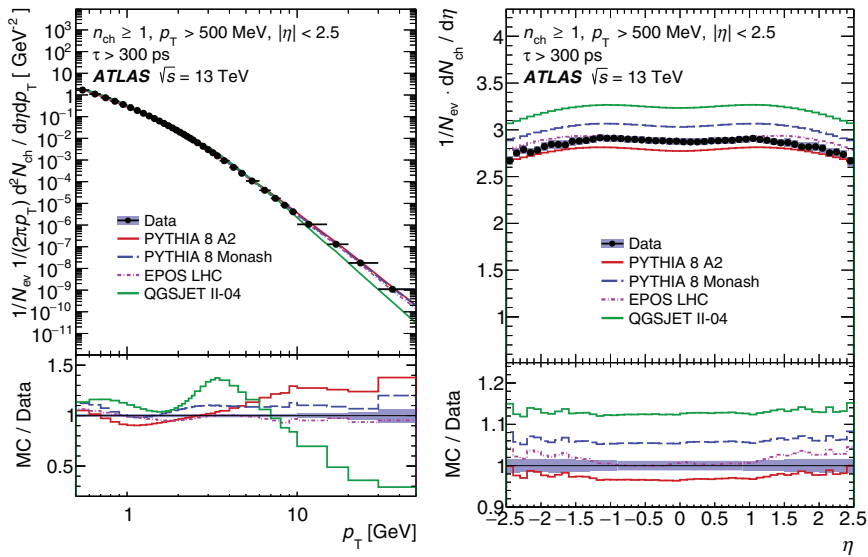 n_ch ≥ 1, p_T > 500 MeV, |η| < 2.5
τ > 300 ps
ATLAS √s = 13 TeV
1/N_ev 1/(2πp_T) d²N_ch / dηdp_T [ GeV⁻² ]
10³
10²
10
1
10⁻¹
10⁻²
10⁻³
10⁻⁴
10⁻⁵
10⁻⁶
10⁻⁷
10⁻⁸
10⁻⁹
10⁻¹⁰
10⁻¹¹
Data
PYTHIA 8 A2
PYTHIA 8 Monash
EPOS LHC
QGSJET II-04
MC / Data
1.5
1
0.5
1 10
p_T [GeV]
n_ch ≥ 1, p_T > 500 MeV, |η| < 2.5
τ > 300 ps
ATLAS √s = 13 TeV
1/N_ev · dN_ch / dη
4
3.5
3
2.5
2
1.5
1
Data
PYTHIA 8 A2
PYTHIA 8 Monash
EPOS LHC
QGSJET II-04
MC / Data
1.2
1.1
1.0
0.9
−2.5 −2 −1.5 −1 −0.5 0 0.5 1 1.5 2 2.5
η